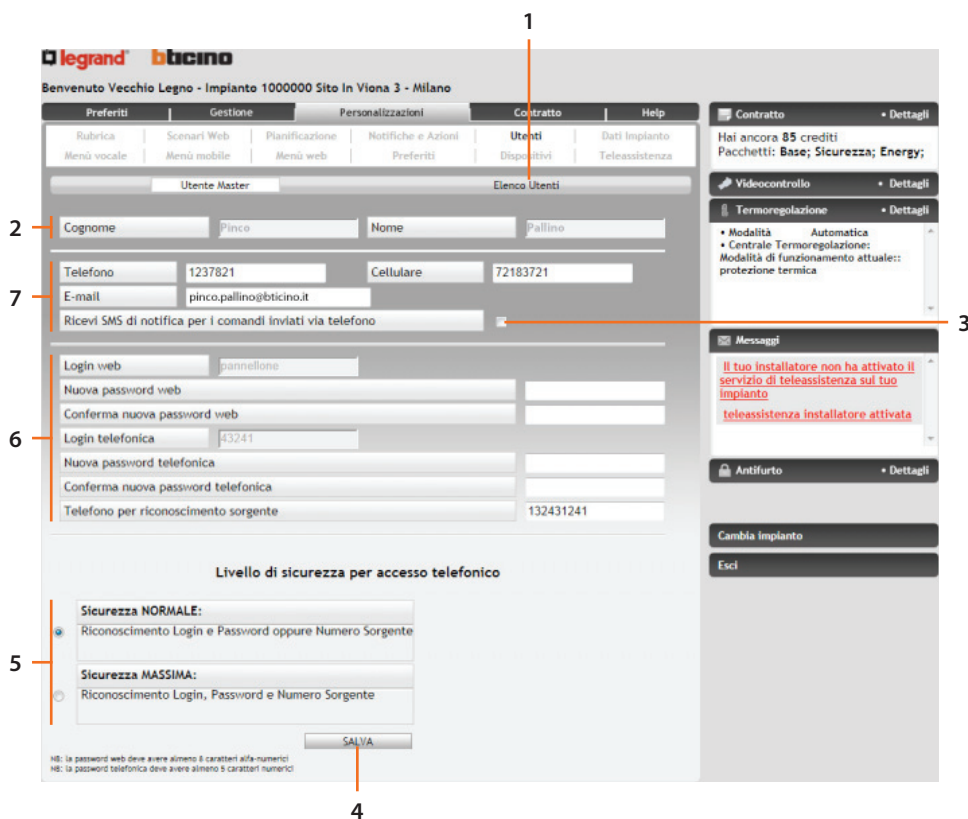 1
legrand bticino
Benvenuto Vecchio Legno - Impianto 1000000 Sito In Viona 3 - Milano
Preferiti Gestione Personalizzazioni Contratto Help
Rubrica Scenari Web Pianificazione Notifiche e Azioni Utenti Dati Impianto
Menù vocale Menù mobile Menù web Preferiti Dispositivi Teleassistenza
Utente Master Elenco Utenti
2
Cognome Pinco Nome Pallino
7
Telefono 1237821 Cellulare 72183721
E-mail pinco.pallino@bticino.it
Ricevi SMS di notifica per i comandi inviati via telefono
3
6
Login web pannellone
Nuova password web
Conferma nuova password web
Login telefonica 43241
Nuova password telefonica
Conferma nuova password telefonica
Telefono per riconoscimento sorgente 132431241
Livello di sicurezza per accesso telefonico
5
Sicurezza NORMALE:
Riconoscimento Login e Password oppure Numero Sorgente
Sicurezza MASSIMA:
Riconoscimento Login, Password e Numero Sorgente
SALVA
NB: la password web deve avere almeno 8 caratteri alfa-numerici
NB: la password telefonica deve avere almeno 5 caratteri numerici
4
Contratto • Dettagli
Hai ancora 85 crediti
Pacchetti: Base; Sicurezza; Energy;
Videocontrollo • Dettagli
Termoregolazione • Dettagli
• Modalità Automatica
• Centrale Termoregolazione:
Modalità di funzionamento attuale::
protezione termica
Messaggi
Il tuo installatore non ha attivato il
servizio di teleassistenza sul tuo
impianto
teleassistenza installatore attivata
Antifurto • Dettagli
Cambia impianto
Esci